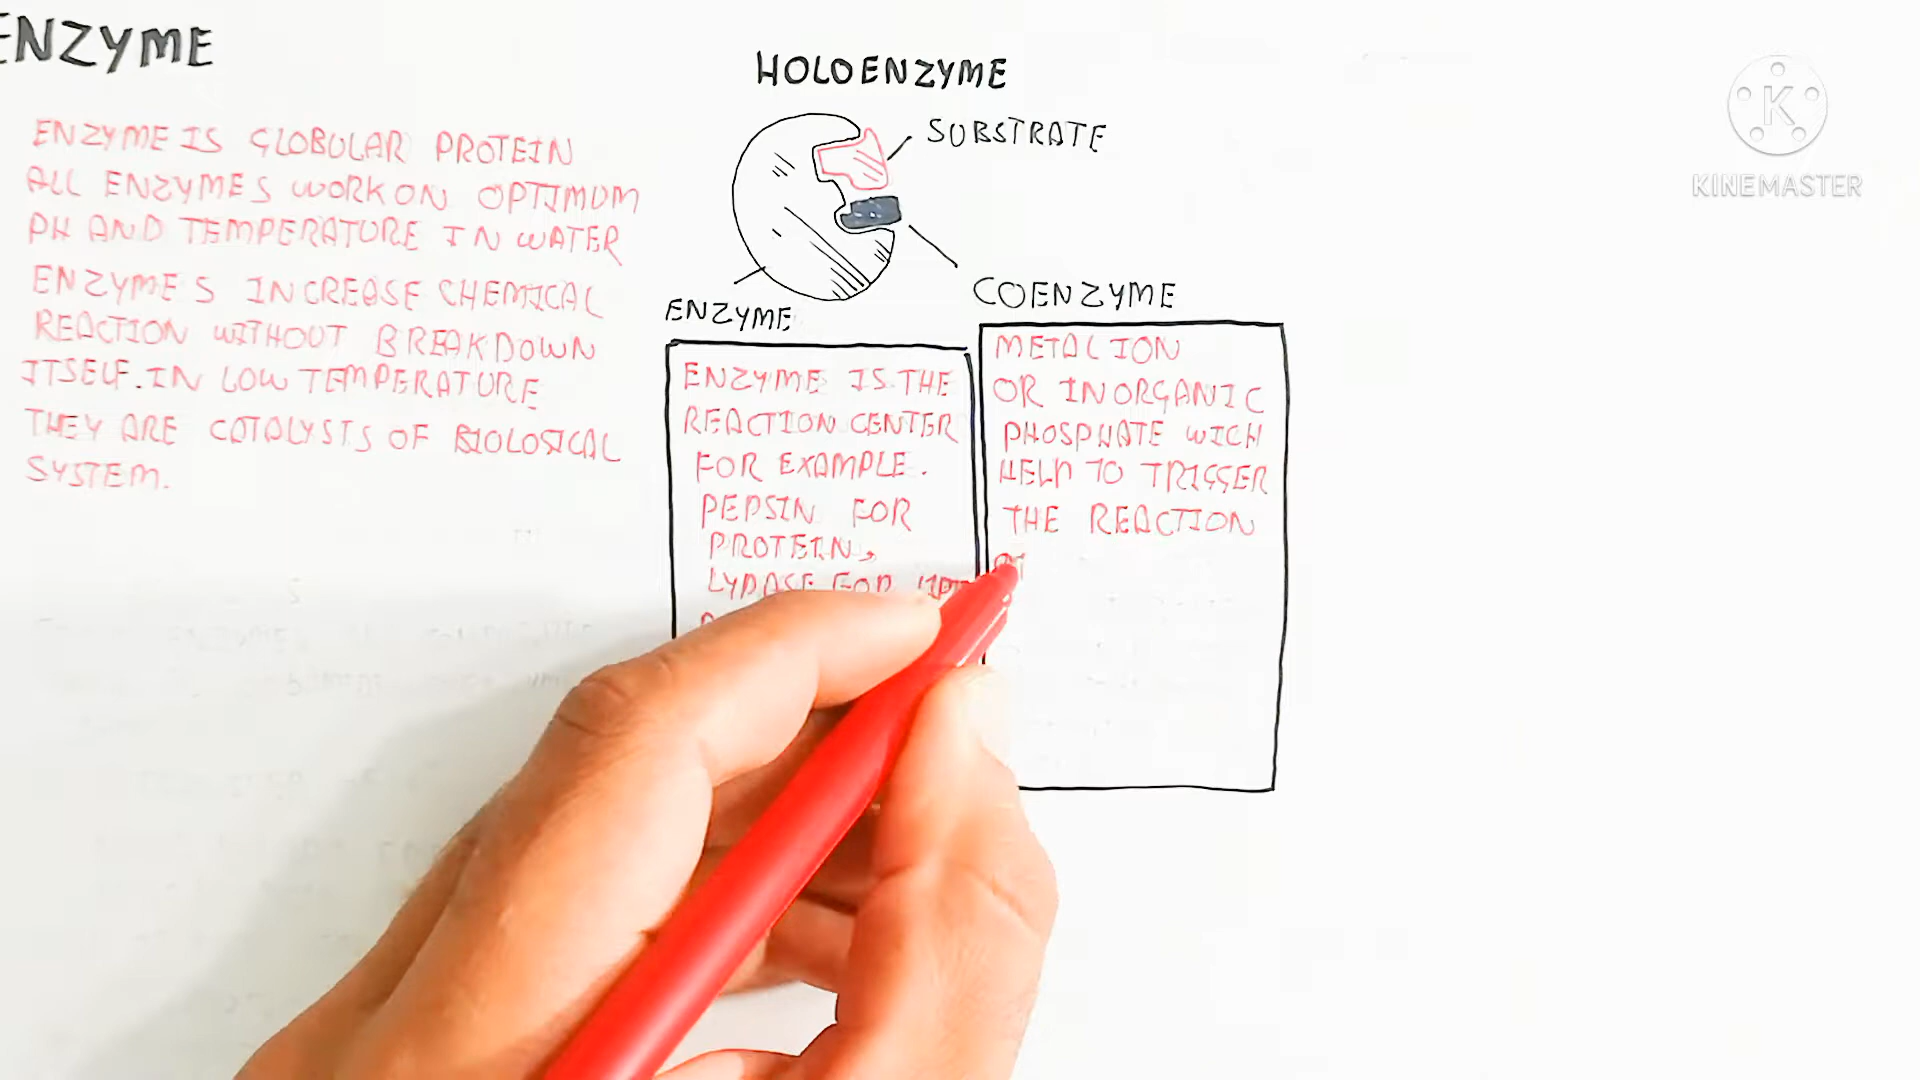 ENZYME
ENZYME IS GLOBULAR PROTEIN
ALL ENZYMES WORK ON OPTIMUM
PH AND TEMPERATURE IN WATER
ENZYMES INCREASE CHEMICAL
REACTION WITHOUT BREAKDOWN
ITSELF. IN LOW TEMPERATURE
THEY ARE CATALYSTS OF BIOLOGICAL
SYSTEM.
HOLOENZYME
SUBSTRATE
COENZYME
ENZYME
ENZYME IS THE
REACTION CENTER
FOR EXAMPLE.
PEPSIN FOR
PROTEIN,
LYPASE FOR
METAL ION
OR INORGANIC
PHOSPHATE WICH
HELP TO TRIGGER
THE REACTION
K
KINEMASTER